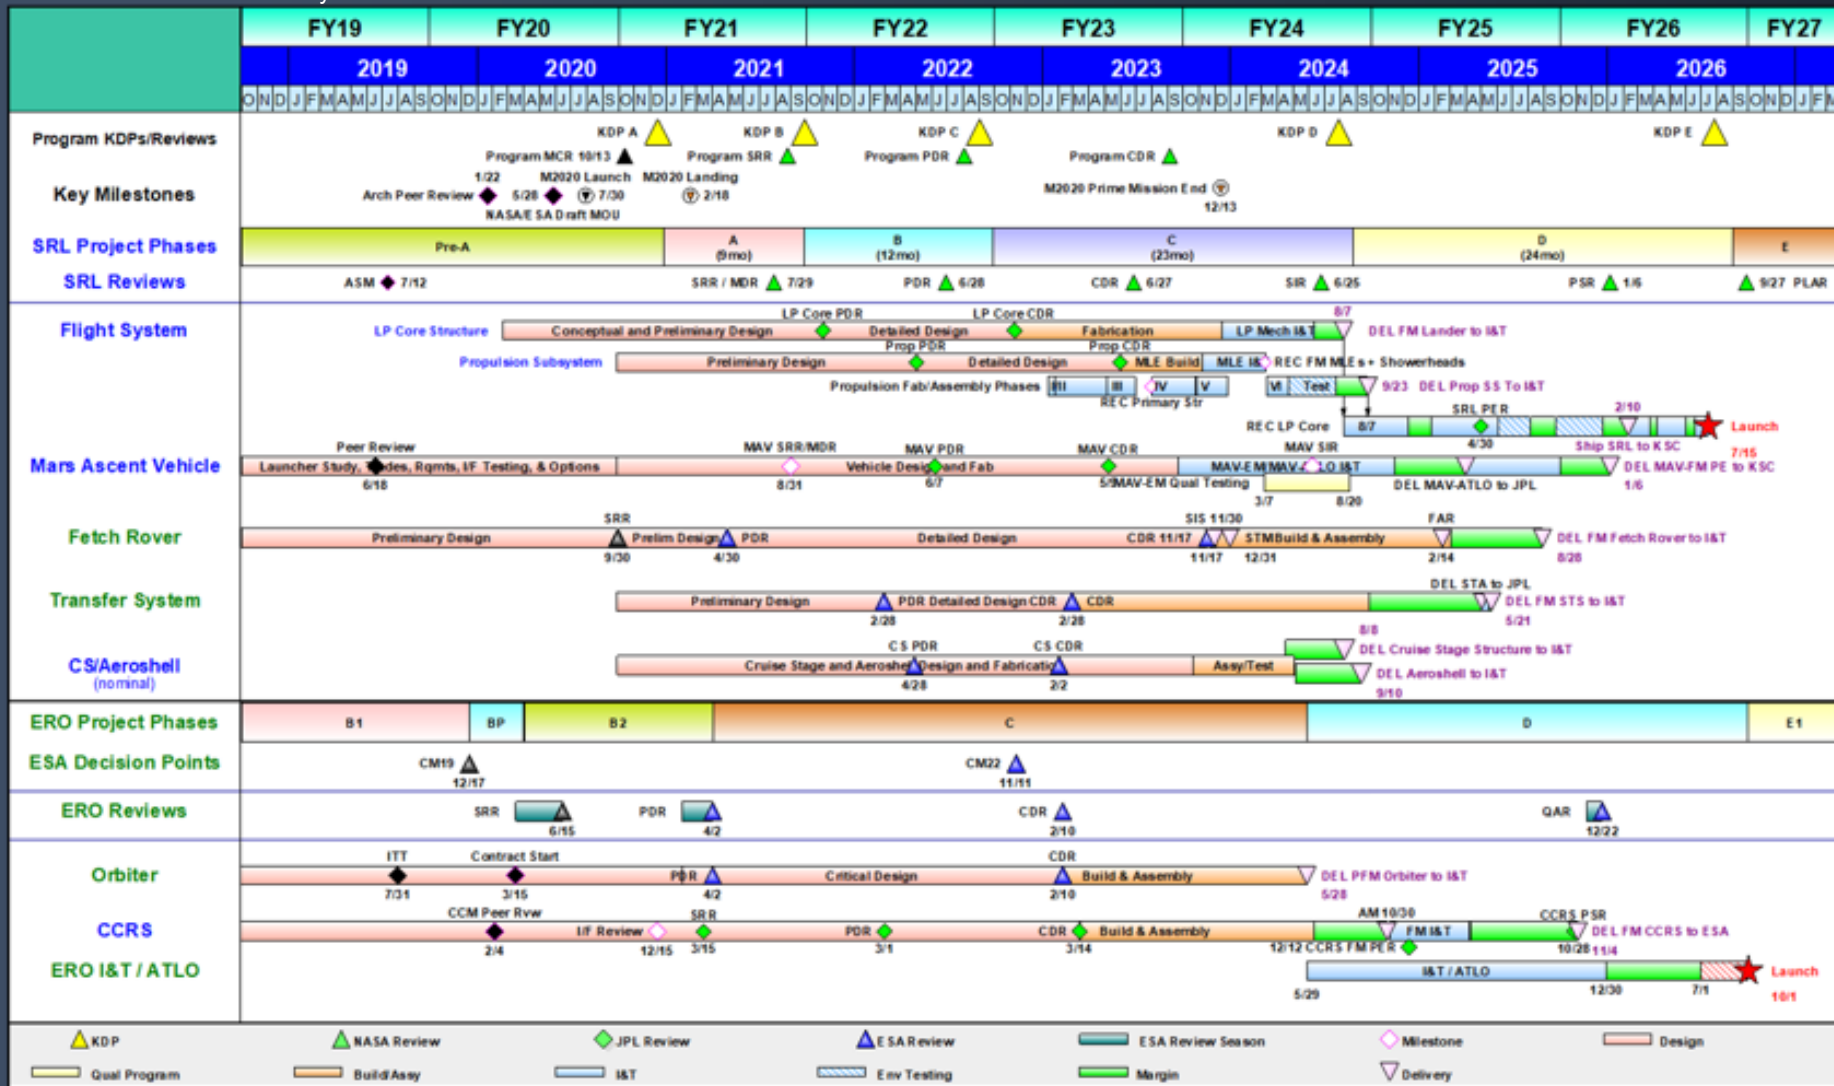 FY19 FY20 FY21 FY22 FY23 FY24 FY25 FY26 FY27
2019 2020 2021 2022 2023 2024 2025 2026
O N D J F M A M J J A S O N D J F M A M J J A S O N D J F M A M J J A S O N D J F M A M J J A S O N D J F M A M J J A S O N D J F M A M J J A S O N D J F M A M J J A S O N D J F M A M J J A S O N D J F M
Program KDPs/Reviews
KDP A KDP B KDP C KDP D KDP E
Program MCR 10/13 Program SRR Program PDR Program CDR
Key Milestones
1/22 M2020 Launch M2020 Landing
Arch Peer Review 5/28 7/30 2/18 M2020 Prime Mission End
NASA/ESA Draft MOU 12/13
SRL Project Phases
Pre-A A (9mo) B (12mo) C (23mo) D (24mo) E
SRL Reviews
ASM 7/12 SRR / MDR 7/29 PDR 6/28 CDR 6/27 SIR 6/25 PSR 1/6 9/27 PLAR
Flight System
LP Core PDR LP Core CDR 8/7
LP Core Structure Conceptual and Preliminary Design Detailed Design Fabrication LP Mech I&T DEL FM Lander to I&T
Prop PDR Prop CDR
Propulsion Subsystem Preliminary Design Detailed Design MLE Build MLE I& REC FM MLEs + Showerheads
Propulsion Fab/Assembly Phases III IV V VI Test 9/23 DEL Prop SS To I&T
REC Primary Str
SRL PER 2/10
REC LP Core 8/7 Launch
4/30 Ship SRL to KSC 7/15
Mars Ascent Vehicle
Peer Review MAV SRR/MDR MAV PDR MAV CDR MAV SIR
Launcher Study, Rqmts, I/F Testing, & Options Vehicle Design and Fab MAV-EM MAV- I&T DEL MAV-FM PE to KSC
6/18 8/31 6/7 MAV-EM Qual Testing DEL MAV-ATLO to JPL 1/6
3/7 8/20
Fetch Rover
SRR SIS 11/30 FAR
Preliminary Design Prelim Design PDR Detailed Design CDR 11/17 STM Build & Assembly DEL FM Fetch Rover to I&T
9/30 4/30 11/17 12/31 2/14 8/28
Transfer System
DEL STA to JPL
Preliminary Design PDR Detailed Design CDR CDR DEL FM STS to I&T
2/28 2/28 5/21
CS/Aeroshell
(nominal)
CS PDR CS CDR 8/8
DEL Cruise Stage Structure to I&T
Cruise Stage and Aeroshell Design and Fabricatio Assy/Test
DEL Aeroshell to I&T
4/28 2/2 9/10
ERO Project Phases
B1 BP B2 C D E1
ESA Decision Points
CM19 CM22
12/17 11/11
ERO Reviews
SRR PDR CDR QAR
6/15 4/2 2/10 12/22
Orbiter
ITT Contract Start CDR
PDR Critical Design Build & Assembly DEL PFM Orbiter to I&T
7/31 3/15 4/2 2/10 5/28
CCRS
CCM Peer Rvw SRR AM 10/30 CCRS PSR
I/F Review PDR CDR Build & Assembly FM I&T DEL FM CCRS to ESA
2/4 12/15 3/15 3/1 3/14 12/12 CCRS FM PER 10/28 11/4
ERO I&T / ATLO
I&T / ATLO Launch
5/29 12/30 7/1 10/1
KDP NASA Review JPL Review ESA Review ESA Review Season Milestone Design
Qual Program Build/Assy I&T Env Testing Margin Delivery